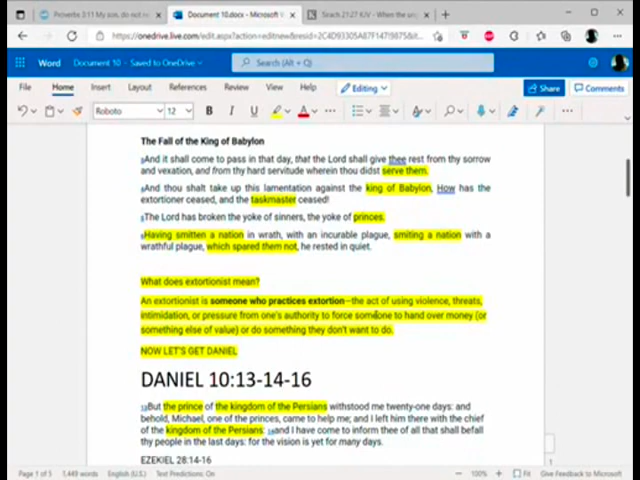 Proverbs 3:11 My son, do not r
Document 10.docx - Microsoft
Sirach 21:27 KJV - When the un
https://onedrive.live.com/edit.aspx?action=editnew&resid=2C4D93305A87F147!9875&it
Word Document 10 - Saved to OneDrive
Search (Alt + Q)
File Home Insert Layout References Review View Help Editing Share Comments
Roboto 12 B I U A
The Fall of the King of Babylon
3And it shall come to pass in that day, that the Lord shall give thee rest from thy sorrow
and vexation, and from thy hard servitude wherein thou didst serve them.
4And thou shalt take up this lamentation against the king of Babylon, How has the
extortioner ceased, and the taskmaster ceased!
5The Lord has broken the yoke of sinners, the yoke of princes.
6Having smitten a nation in wrath, with an incurable plague, smiting a nation with a
wrathful plague, which spared them not, he rested in quiet.
What does extortionist mean?
An extortionist is someone who practices extortion—the act of using violence, threats,
intimidation, or pressure from one's authority to force someone to hand over money (or
something else of value) or do something they don't want to do.
NOW LET'S GET DANIEL
DANIEL 10:13-14-16
13But the prince of the kingdom of the Persians withstood me twenty-one days: and
behold, Michael, one of the princes, came to help me; and I left him there with the chief
of the kingdom of the Persians: 14and I have come to inform thee of all that shall befall
thy people in the last days: for the vision is yet for many days.
EZEKIEL 28:14-16
Page 1 of 5 1,449 words English (U.S.) Text Predictions: On 100% Fit Give Feedback to Microsoft